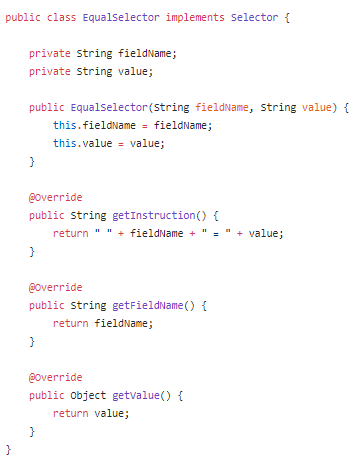 public class EqualSelector implements Selector {
private String fieldName;
private String value;
public EqualSelector(String fieldName, String value) {
this.fieldName = fieldName;
this.value = value;
}
@Override
public String getInstruction() {
return " " + fieldName + " = " + value;
}
@Override
public String getFieldName() {
return fieldName;
}
@Override
public Object getValue() {
return value;
}
}